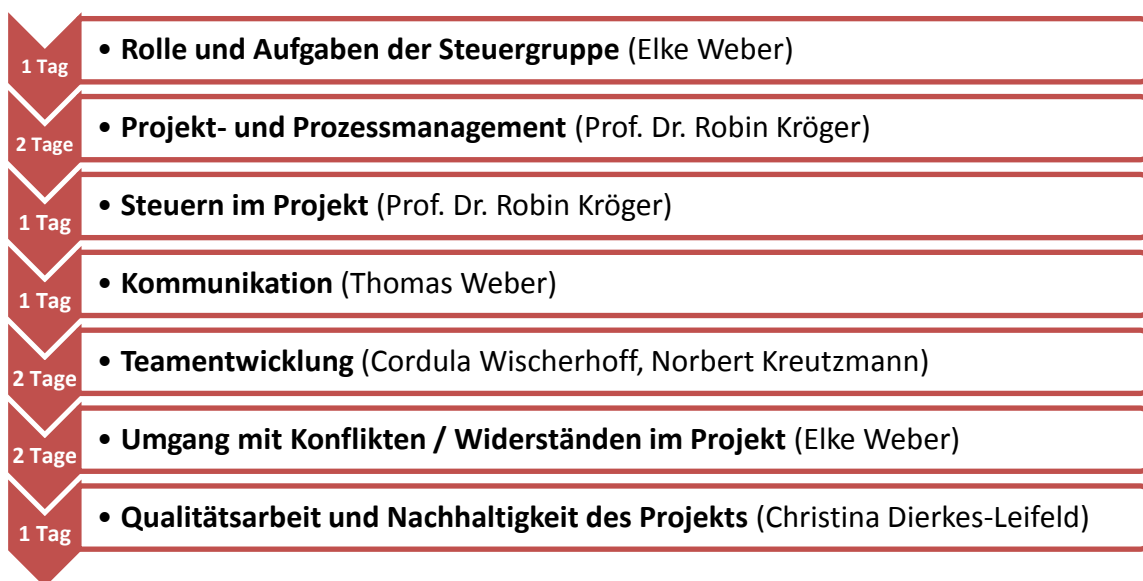 1 Tag
• Rolle und Aufgaben der Steuergruppe (Elke Weber)
2 Tage
• Projekt- und Prozessmanagement (Prof. Dr. Robin Kröger)
1 Tag
• Steuern im Projekt (Prof. Dr. Robin Kröger)
1 Tag
• Kommunikation (Thomas Weber)
2 Tage
• Teamentwicklung (Cordula Wischerhoff, Norbert Kreutzmann)
2 Tage
• Umgang mit Konflikten / Widerständen im Projekt (Elke Weber)
1 Tag
• Qualitätsarbeit und Nachhaltigkeit des Projekts (Christina Dierkes-Leifeld)